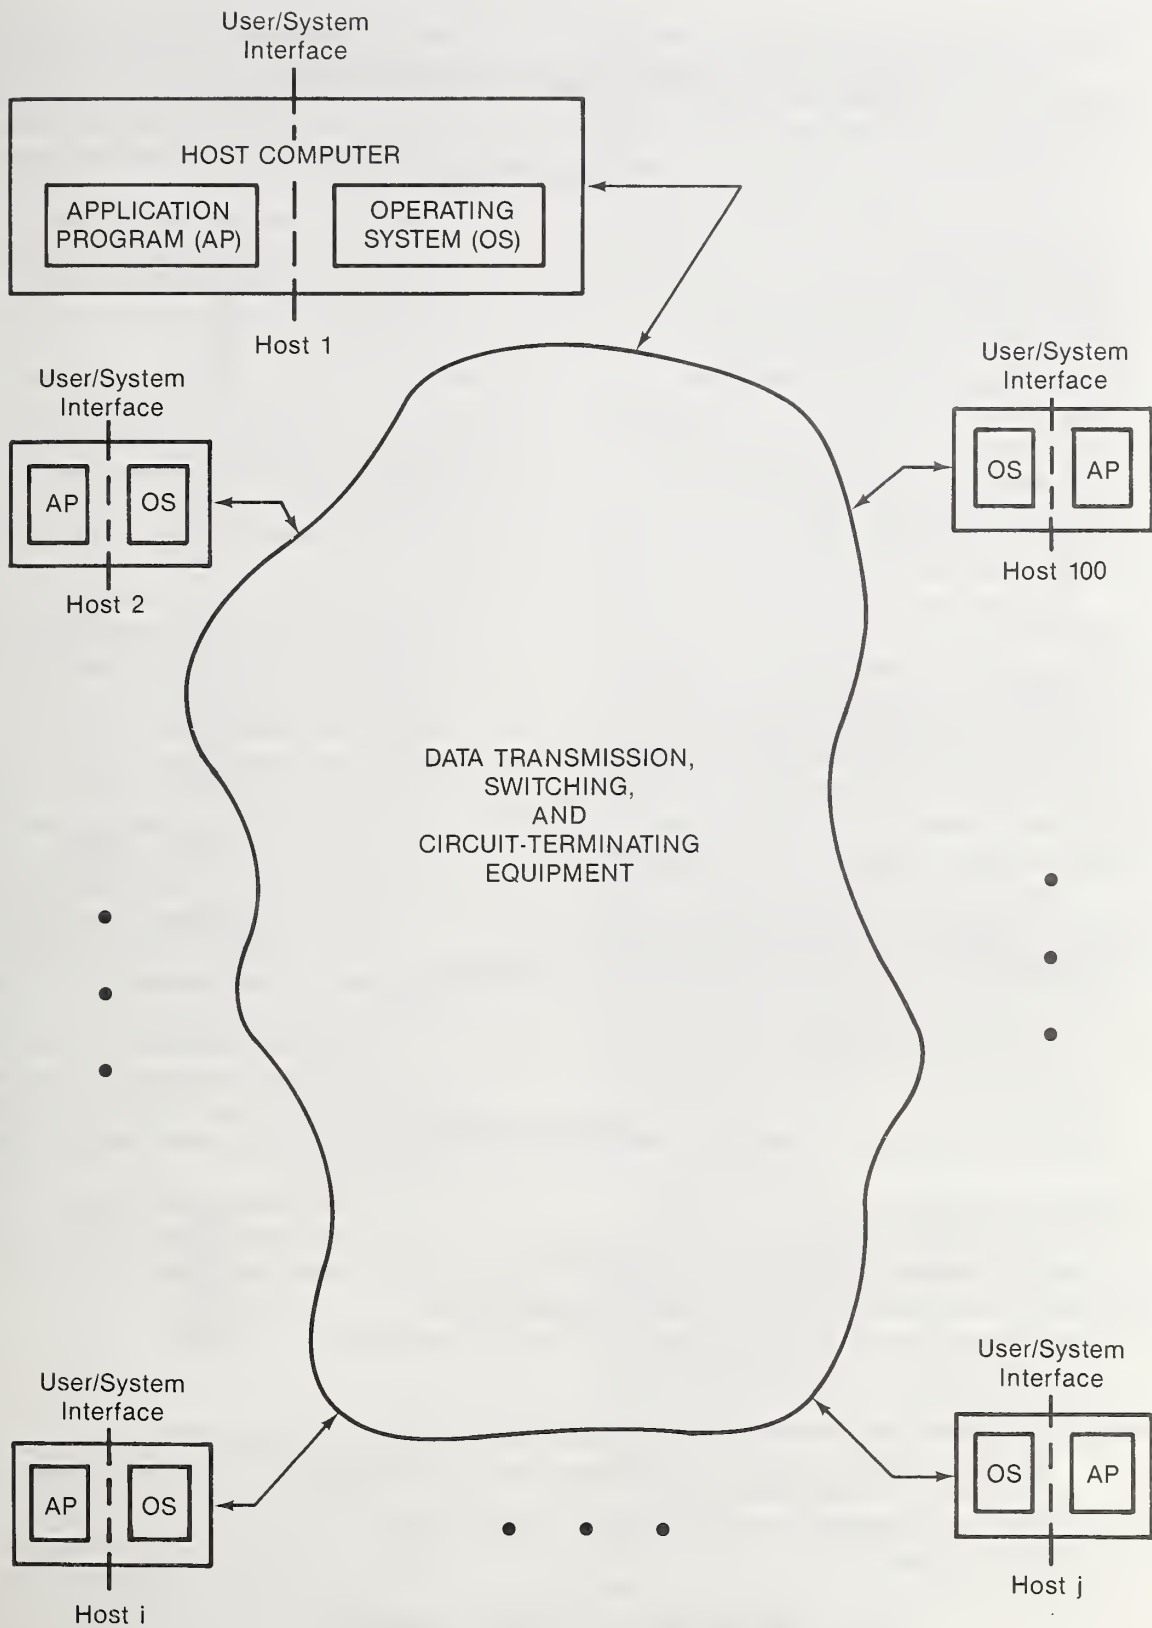 User/System
Interface
HOST COMPUTER
APPLICATION
PROGRAM (AP)
OPERATING
SYSTEM (OS)
Host 1
User/System
Interface
AP
OS
Host 2
User/System
Interface
OS
AP
Host 100
DATA TRANSMISSION,
SWITCHING,
AND
CIRCUIT-TERMINATING
EQUIPMENT
User/System
Interface
AP
OS
Host i
User/System
Interface
OS
AP
Host j